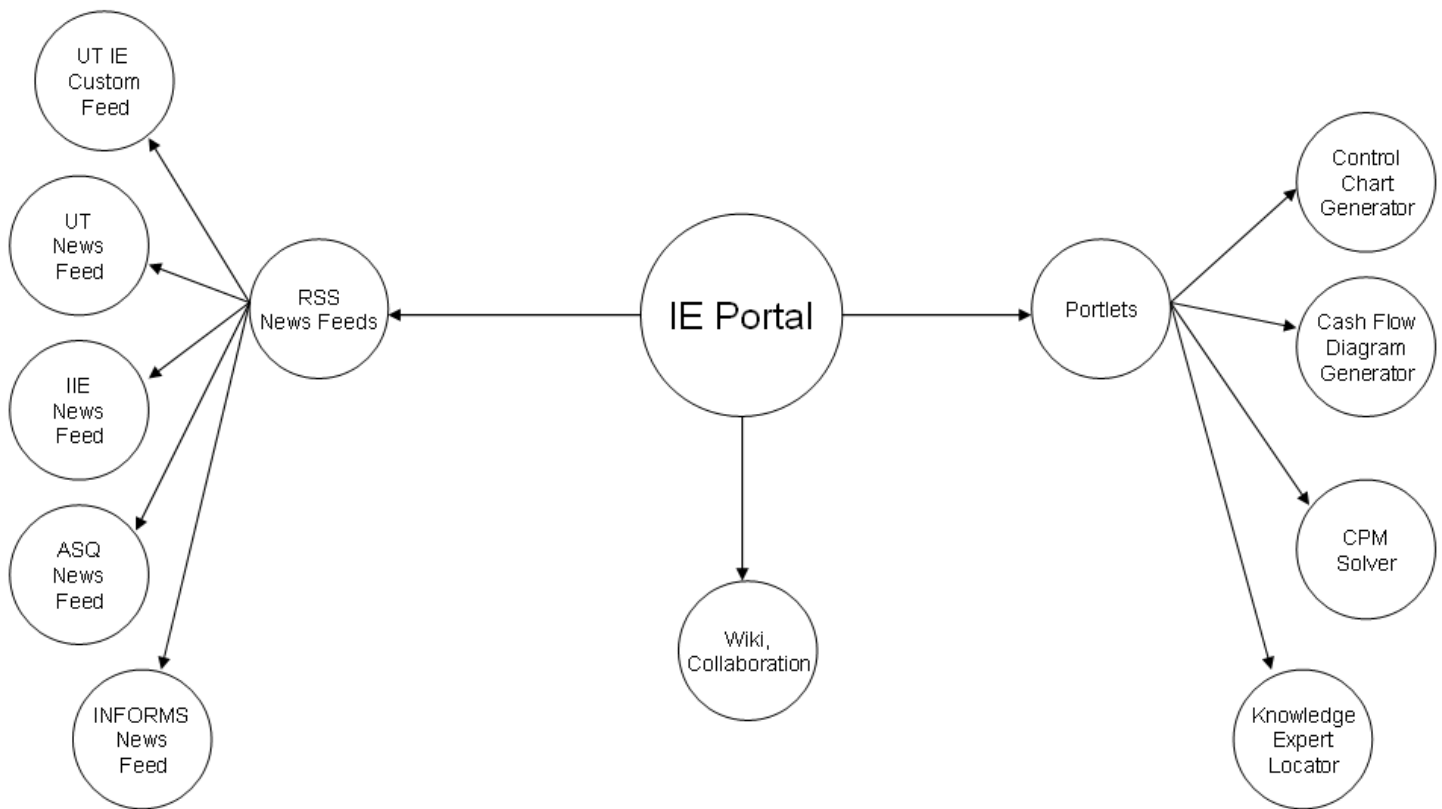 UT IE
Custom
Feed
UT
News
Feed
IIE
News
Feed
ASQ
News
Feed
INFORMS
News
Feed
RSS
News Feeds
IE Portal
Wiki,
Collaboration
Portlets
Control
Chart
Generator
Cash Flow
Diagram
Generator
CPM
Solver
Knowledge
Expert
Locator